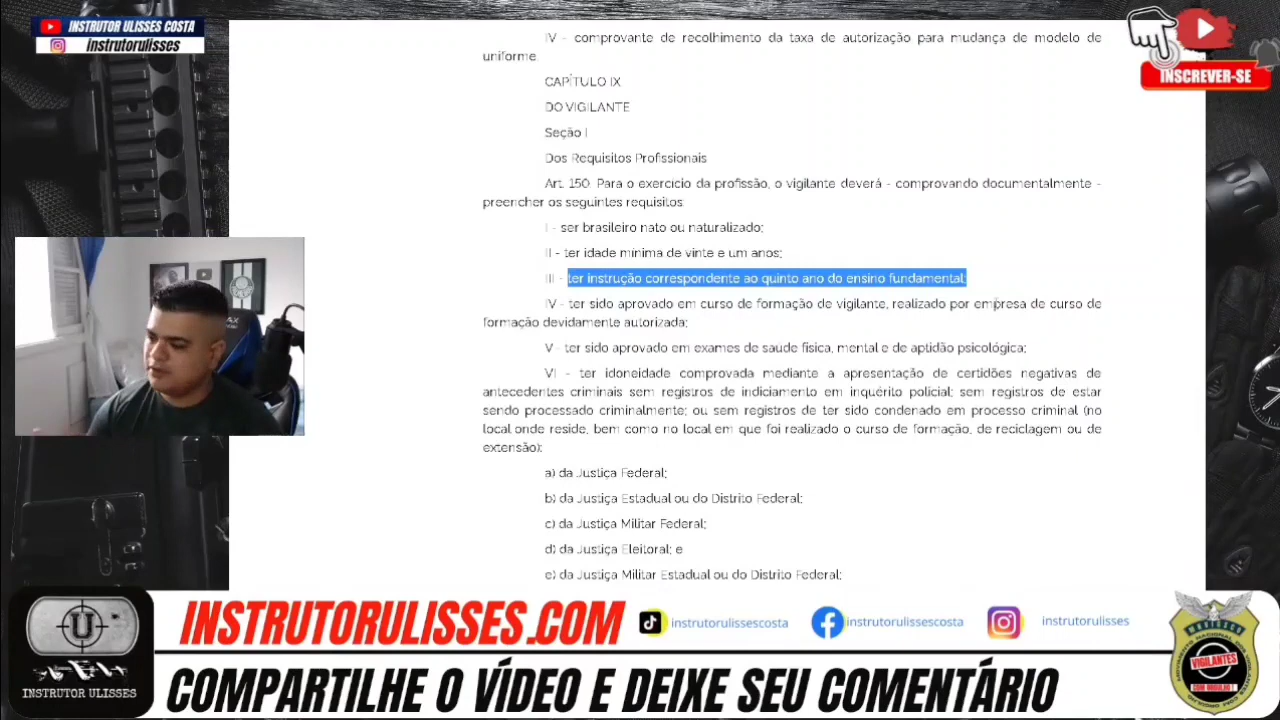 INSTRUTOR ULISSES COSTA
instrutorulisses
INSCREVER-SE
IV - comprovante de recolhimento da taxa de autorização para mudança de modelo de
uniforme.
CAPÍTULO IX
DO VIGILANTE
Seção I
Dos Requisitos Profissionais
Art. 150. Para o exercício da profissão, o vigilante deverá - comprovando documentalmente -
preencher os seguintes requisitos:
I - ser brasileiro nato ou naturalizado;
II - ter idade mínima de vinte e um anos;
III - ter instrução correspondente ao quinto ano do ensino fundamental;
IV - ter sido aprovado em curso de formação de vigilante, realizado por empresa de curso de
formação devidamente autorizada;
V - ter sido aprovado em exames de saúde física, mental e de aptidão psicológica;
VI - ter idoneidade comprovada mediante a apresentação de certidões negativas de
antecedentes criminais sem registros de indiciamento em inquérito policial; sem registros de estar
sendo processado criminalmente; ou sem registros de ter sido condenado em processo criminal (no
local onde reside, bem como no local em que foi realizado o curso de formação, de reciclagem ou de
extensão):
a) da Justiça Federal;
b) da Justiça Estadual ou do Distrito Federal;
c) da Justiça Militar Federal;
d) da Justiça Eleitoral; e
e) da Justiça Militar Estadual ou do Distrito Federal;
U
INSTRUTOR ULISSES
INSTRUTORULISSES.COM
instrutorulissescosta
instrutorulissescosta
instrutorulisses
COMPARTILHE O VÍDEO E DEIXE SEU COMENTÁRIO
VIGILANTES
COM ORGULHO !